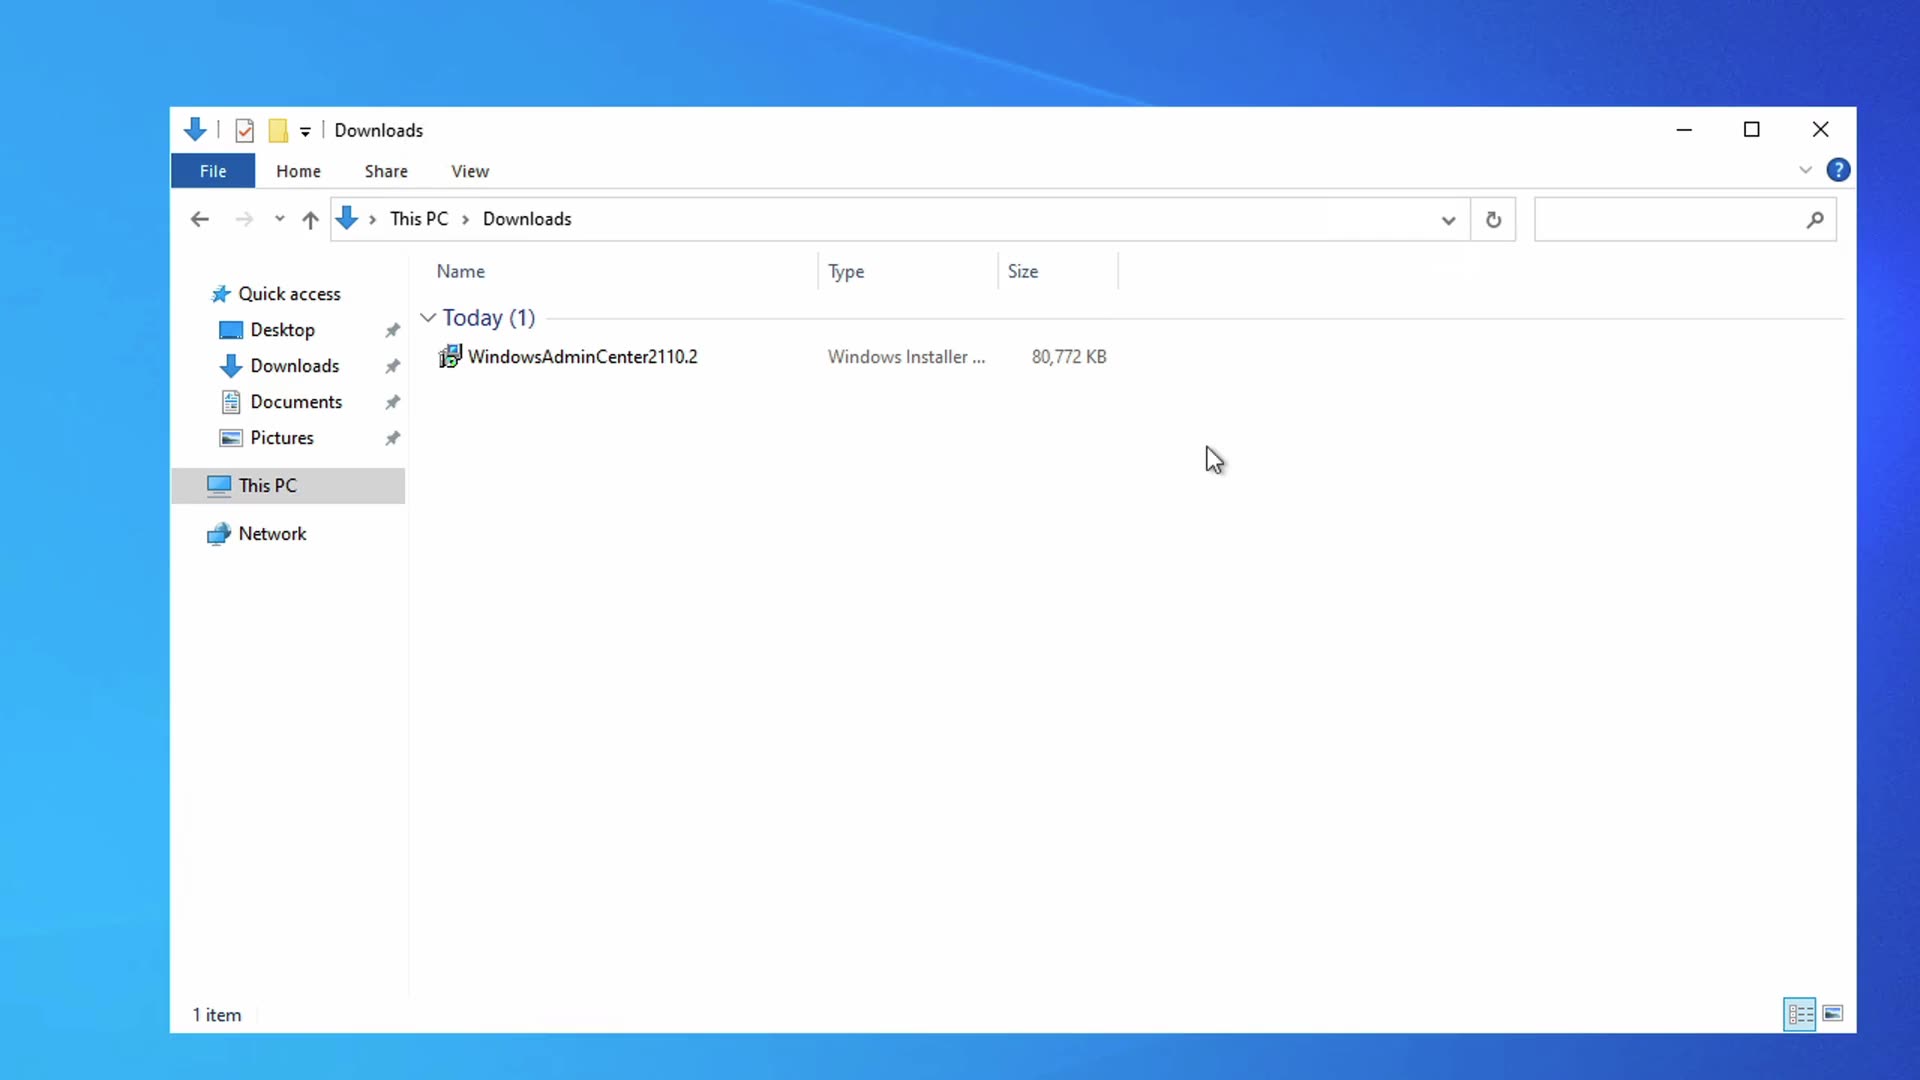 Downloads
File Home Share View ?
This PC Downloads
Name Type Size
Quick access
Today (1)
Desktop
WindowsAdminCenter2110.2 Windows Installer ... 80,772 KB
Downloads
Documents
Pictures
This PC
Network
1 item